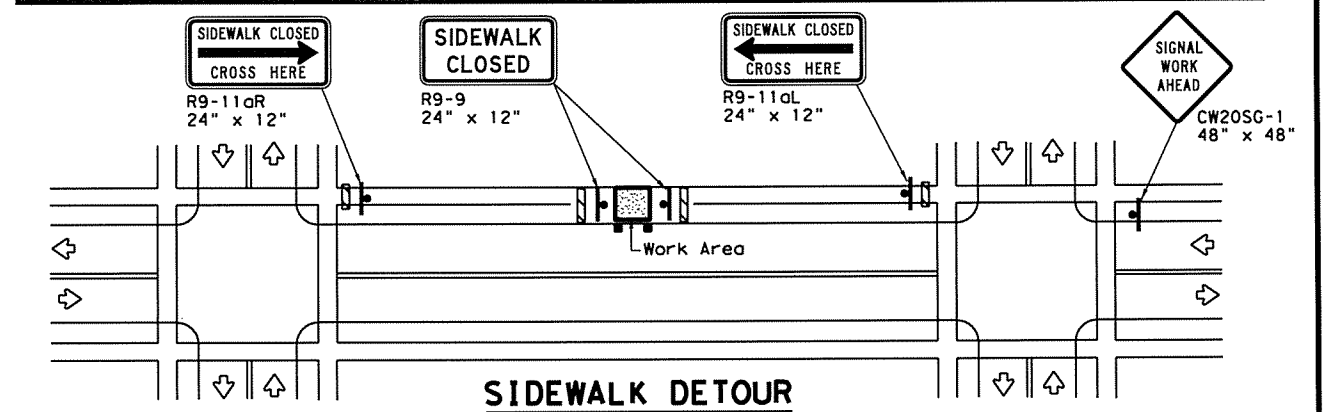 SIDEWALK CLOSED
CROSS HERE
R9-11aR
24" x 12"
SIDEWALK
CLOSED
R9-9
24" x 12"
SIDEWALK CLOSED
CROSS HERE
R9-11aL
24" x 12"
SIGNAL
WORK
AHEAD
CW20SG-1
48" x 48"
Work Area
SIDEWALK DETOUR